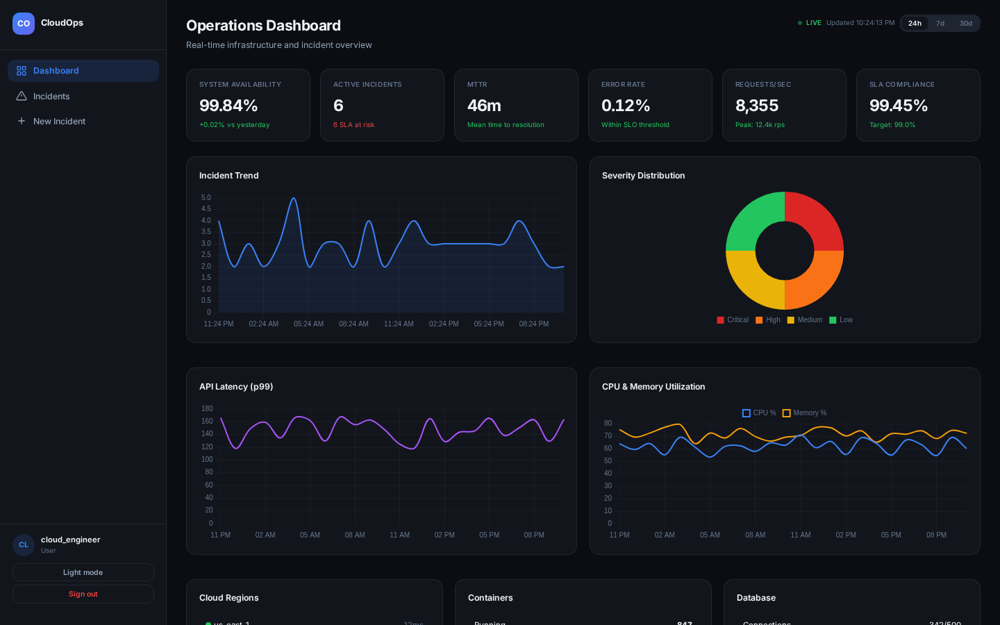 CO CloudOps
Dashboard
Incidents
New Incident
CL cloud_engineer
User
Light mode
Sign out
Operations Dashboard
Real-time infrastructure and incident overview
LIVE Updated 10:24:13 PM 24h 7d 30d
SYSTEM AVAILABILITY
99.84%
+0.02% vs yesterday
ACTIVE INCIDENTS
6
6 SLA at risk
MTTR
46m
Mean time to resolution
ERROR RATE
0.12%
Within SLO threshold
REQUESTS/SEC
8,355
Peak: 12.4k rps
SLA COMPLIANCE
99.45%
Target: 99.0%
Incident Trend
5.0
4.5
4.0
3.5
3.0
2.5
2.0
1.5
1.0
0.5
0
11:24 PM 02:24 AM 05:24 AM 08:24 AM 11:24 AM 02:24 PM 05:24 PM 08:24 PM
Severity Distribution
Critical High Medium Low
API Latency (p99)
180
160
140
120
100
80
60
40
20
0
11 PM 02 AM 05 AM 08 AM 11 AM 02 PM 05 PM 08 PM
CPU & Memory Utilization
CPU % Memory %
80
70
60
50
40
30
20
10
0
11 PM 02 AM 05 AM 08 AM 11 AM 02 PM 05 PM 08 PM
Cloud Regions
us-east-1 12ms
Containers
Running 847
Database
Connections 342/500